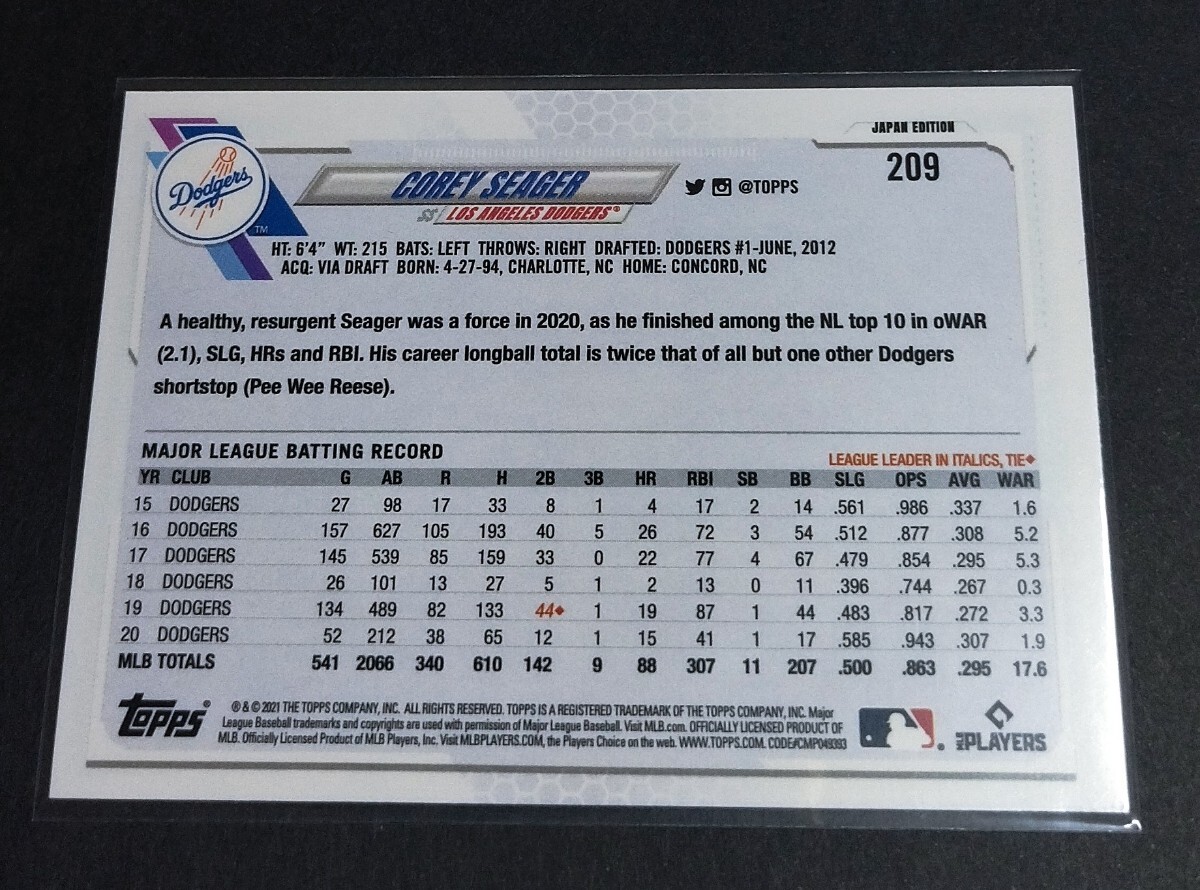 JAPAN EDITION
209
Dodgers
TM
COREY SEAGER
@TOPPS
SS LOS ANGELES DODGERS®
HT: 6'4" WT: 215 BATS: LEFT THROWS: RIGHT DRAFTED: DODGERS #1-JUNE, 2012
ACQ: VIA DRAFT BORN: 4-27-94, CHARLOTTE, NC HOME: CONCORD, NC
A healthy, resurgent Seager was a force in 2020, as he finished among the NL top 10 in oWAR
(2.1), SLG, HRs and RBI. His career longball total is twice that of all but one other Dodgers
shortstop (Pee Wee Reese).
MAJOR LEAGUE BATTING RECORD
LEAGUE LEADER IN ITALICS, TIE◆
YR CLUB G AB R H 2B 3B HR RBI SB BB SLG OPS AVG WAR
15 DODGERS 27 98 17 33 8 1 4 17 2 14 .561 .986 .337 1.6
16 DODGERS 157 627 105 193 40 5 26 72 3 54 .512 .877 .308 5.2
17 DODGERS 145 539 85 159 33 0 22 77 4 67 .479 .854 .295 5.3
18 DODGERS 26 101 13 27 5 1 2 13 0 11 .396 .744 .267 0.3
19 DODGERS 134 489 82 133 44◆ 1 19 87 1 44 .483 .817 .272 3.3
20 DODGERS 52 212 38 65 12 1 15 41 1 17 .585 .943 .307 1.9
MLB TOTALS 541 2066 340 610 142 9 88 307 11 207 .500 .863 .295 17.6
Topps®
® & © 2021 THE TOPPS COMPANY, INC. ALL RIGHTS RESERVED. TOPPS IS A REGISTERED TRADEMARK OF THE TOPPS COMPANY, INC. Major
League Baseball trademarks and copyrights are used with permission of Major League Baseball. Visit MLB.com. OFFICIALLY LICENSED PRODUCT OF
MLB. Officially Licensed Product of MLB Players, Inc. Visit MLBPLAYERS.COM, the Players Choice on the web. WWW.TOPPS.COM. CODE#CMP049393
MLB PLAYERS